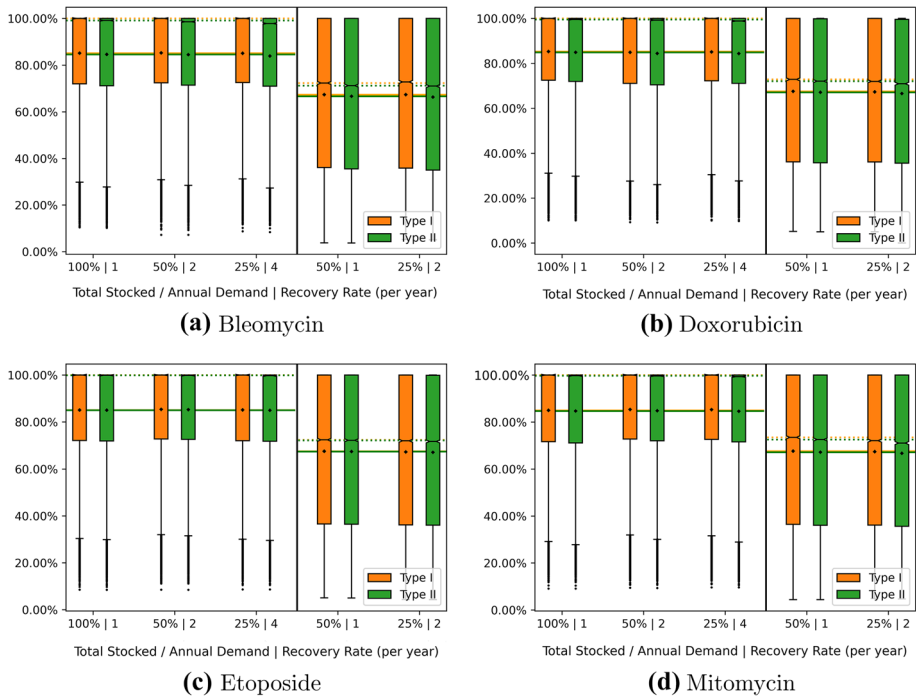 100.00%
80.00%
60.00%
40.00%
20.00%
0.00%
100% | 1
50% | 2
25% | 4
50% | 1
25% | 2
Type I
Type II
Total Stocked / Annual Demand | Recovery Rate (per year)
(a) Bleomycin
100.00%
80.00%
60.00%
40.00%
20.00%
0.00%
100% | 1
50% | 2
25% | 4
50% | 1
25% | 2
Type I
Type II
Total Stocked / Annual Demand | Recovery Rate (per year)
(b) Doxorubicin
100.00%
80.00%
60.00%
40.00%
20.00%
0.00%
100% | 1
50% | 2
25% | 4
50% | 1
25% | 2
Type I
Type II
Total Stocked / Annual Demand | Recovery Rate (per year)
(c) Etoposide
100.00%
80.00%
60.00%
40.00%
20.00%
0.00%
100% | 1
50% | 2
25% | 4
50% | 1
25% | 2
Type I
Type II
Total Stocked / Annual Demand | Recovery Rate (per year)
(d) Mitomycin